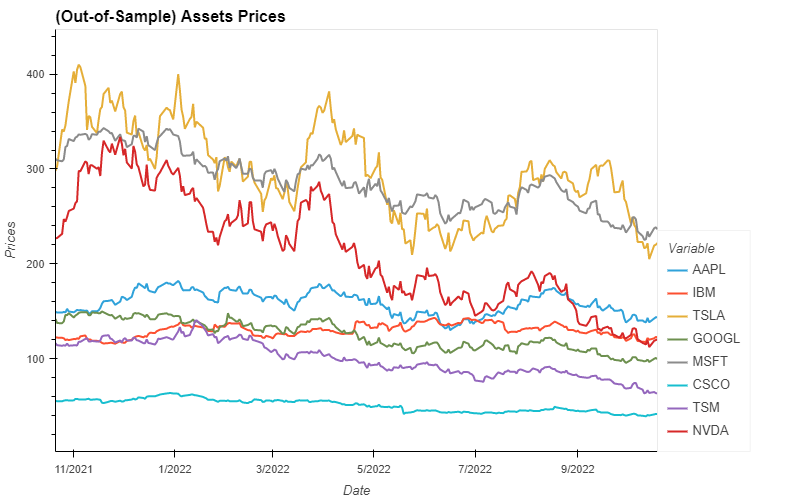 (Out-of-Sample) Assets Prices
Prices
400
300
200
100
11/2021
1/2022
3/2022
5/2022
7/2022
9/2022
Date
Variable
AAPL
IBM
TSLA
GOOGL
MSFT
CSCO
TSM
NVDA